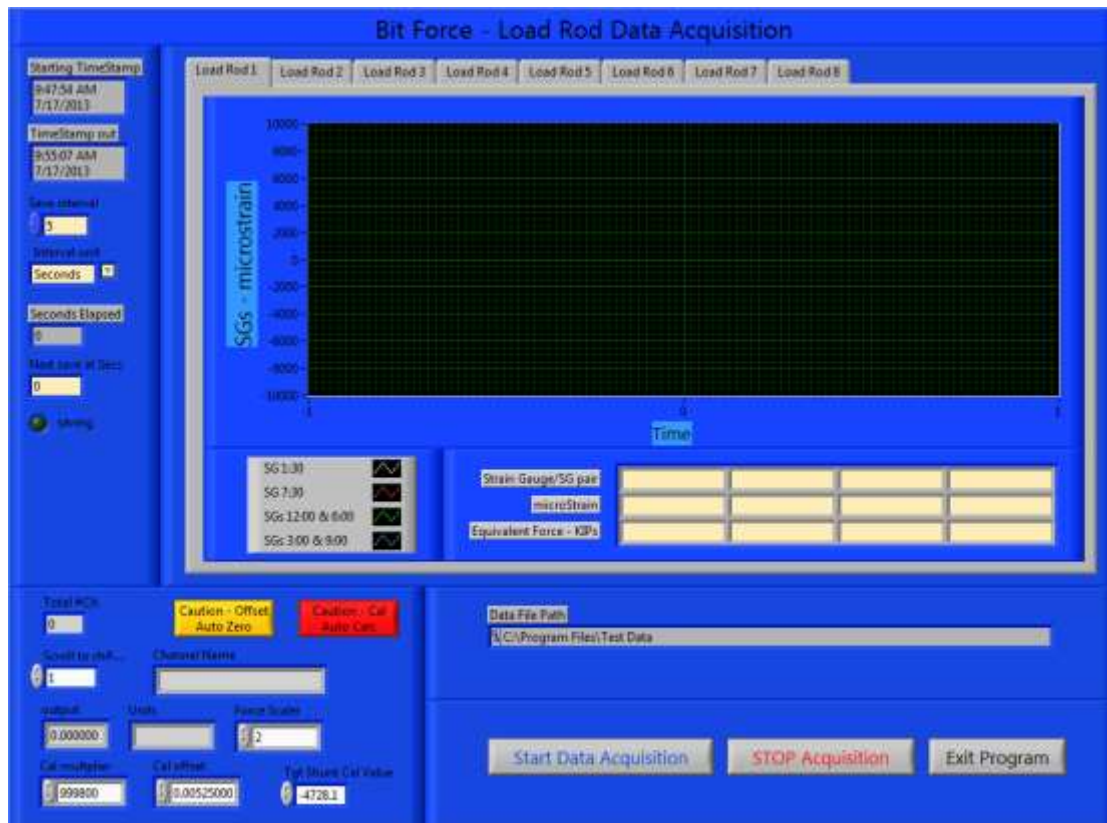 Bit Force - Load Rod Data Acquisition
Starting TimeStamp
9:47:54 AM
7/17/2013
TimeStamp out
9:55:07 AM
7/17/2013
Save interval
3
Interval unit
Seconds
Seconds Elapsed
0
Next save at Secs
0
Load Rod 1
Load Rod 2
Load Rod 3
Load Rod 4
Load Rod 5
Load Rod 6
Load Rod 7
Load Rod 8
SGs - microstrain
10000
8000
6000
4000
2000
0
-2000
-4000
-6000
-8000
-10000
0
1
Time
SG 1:30
SG 7:30
SGs 12:00 & 6:00
SGs 3:00 & 9:00
Strain Gauge/SG pair
microStrain
Equivalent Force - KIPs
Total #Ch
0
Caution - Offset
Auto Zero
Caution - Cal
Auto Calc
Scroll to ch#...
1
Channel Name
output
0.000000
Units
Force Scaler
2
Cal multiplier
999800
Cal offset
0.00525000
Tgt Shunt Cal Value
-4728.1
Data File Path
C:\Program Files\Test Data
Start Data Acquisition
STOP Acquisition
Exit Program